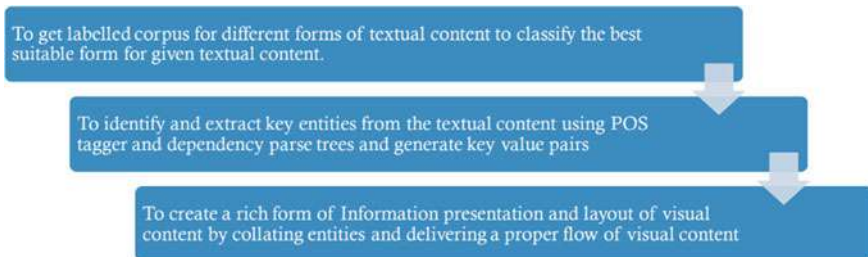 To get labelled corpus for different forms of textual content to classify the best
suitable form for given textual content.
To identify and extract key entities from the textual content using POS
tagger and dependency parse trees and generate key value pairs
To create a rich form of Information presentation and layout of visual
content by collating entities and delivering a proper flow of visual content